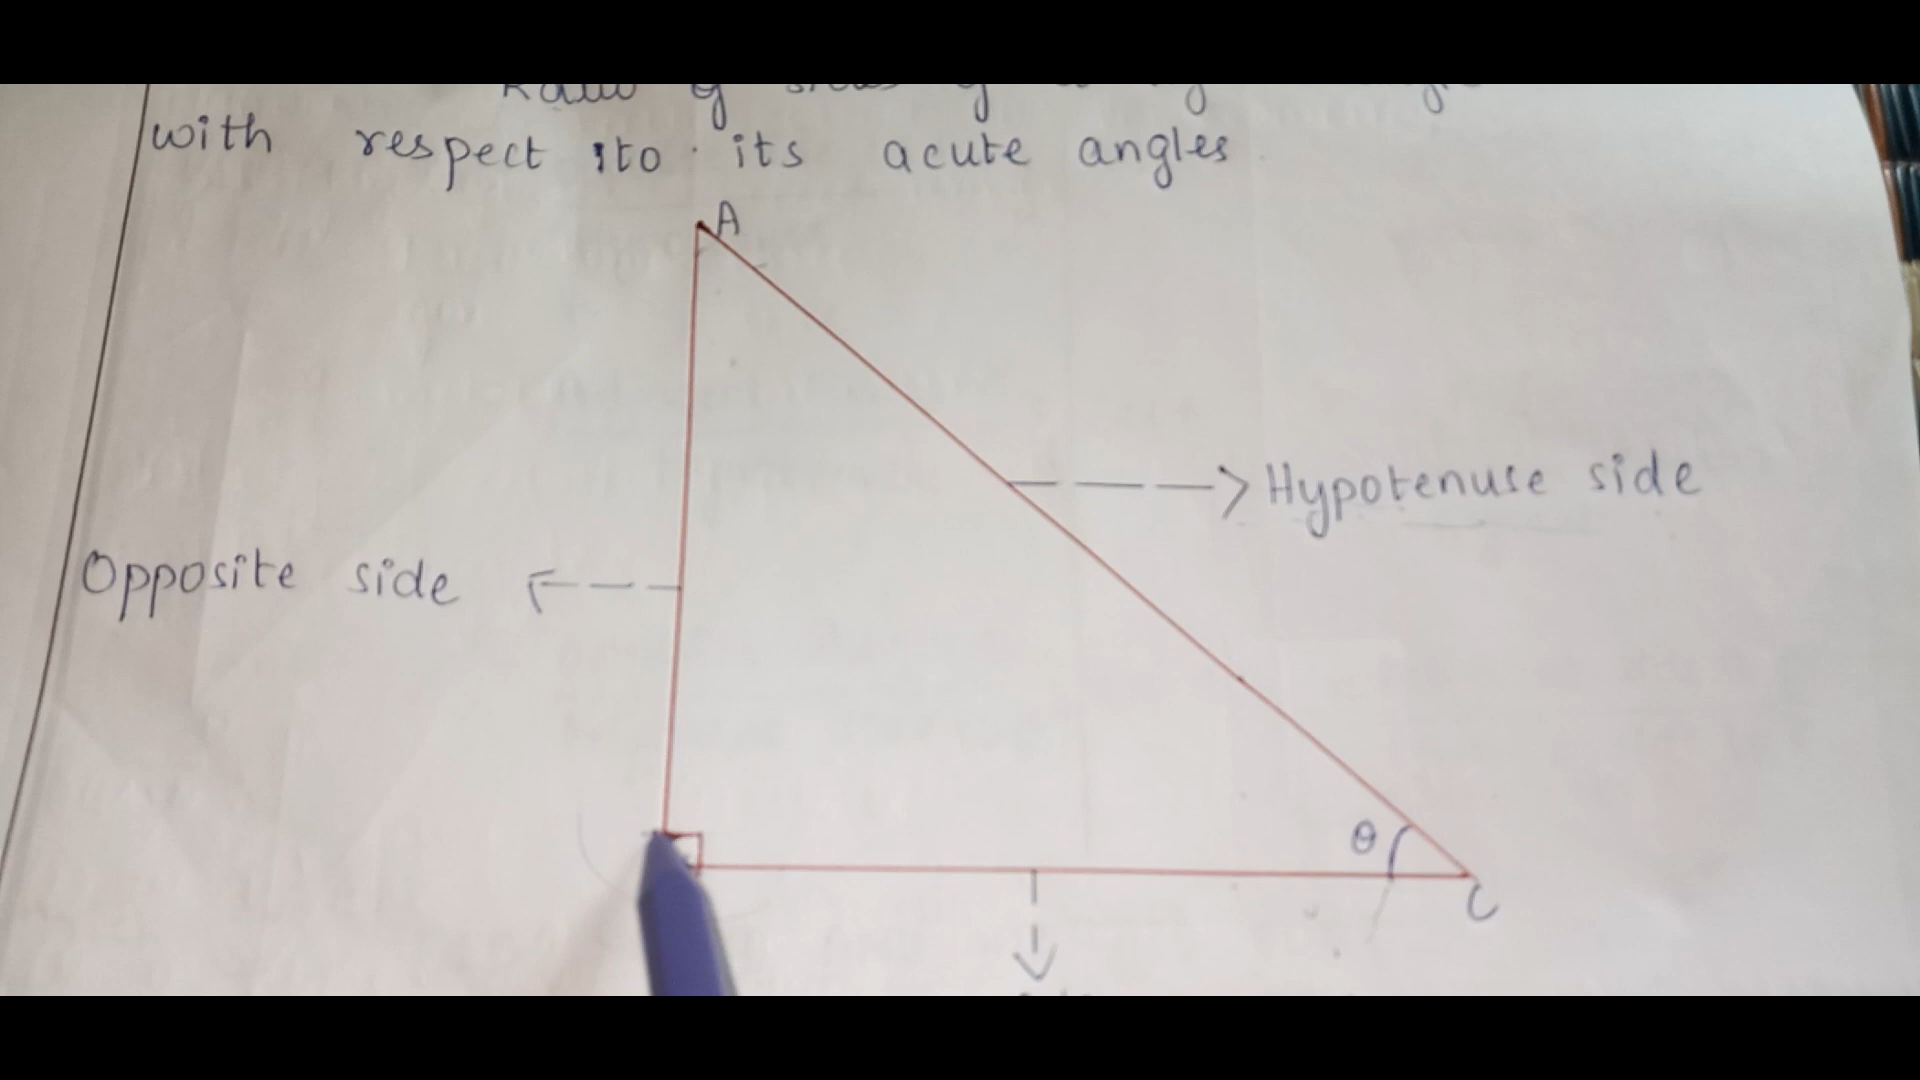 with respect to its acute angles
A
Hypotenuse side
Opposite side
θ
C